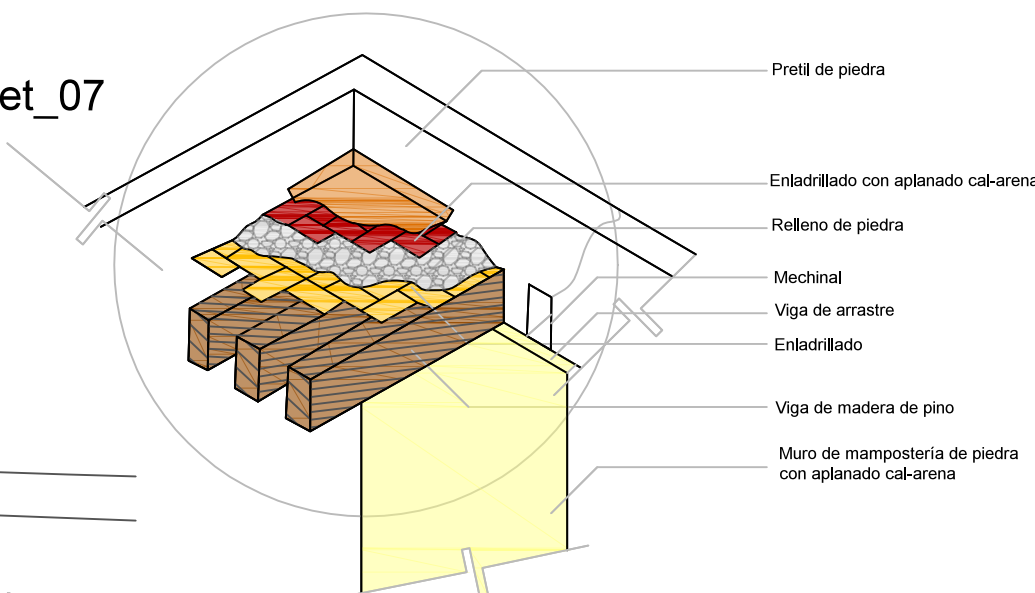 et_07
Pretil de piedra
Enladrillado con aplanado cal-arena
Relleno de piedra
Mechinal
Viga de arrastre
Enladrillado
Viga de madera de pino
Muro de mampostería de piedra
con aplanado cal-arena